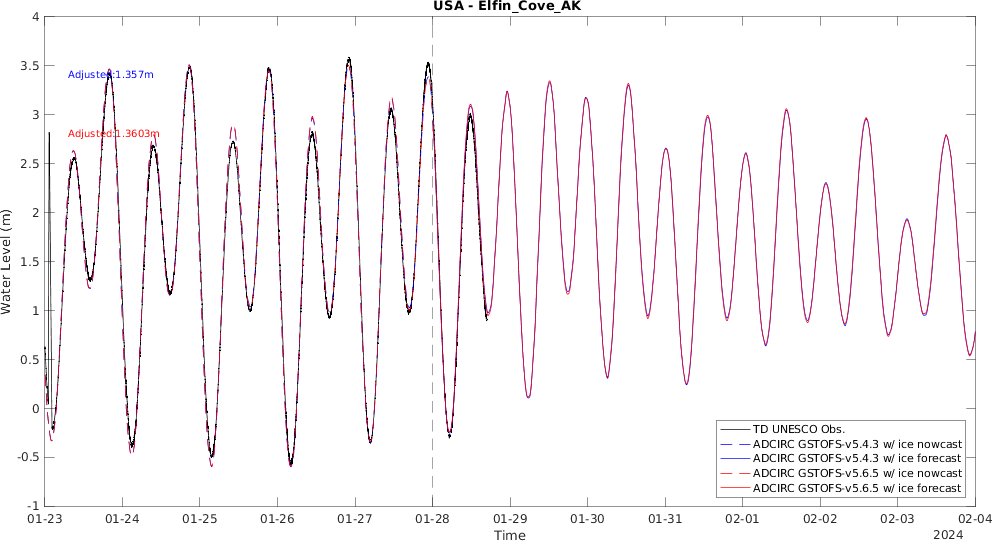 USA - Elfin_Cove_AK
Water Level (m)
4
3.5
3
2.5
2
1.5
1
0.5
0
-0.5
-1
Adjusted:1.357m
Adjusted:1.3603m
TD UNESCO Obs.
ADCIRC GSTOFS-v5.4.3 w/ ice nowcast
ADCIRC GSTOFS-v5.4.3 w/ ice forecast
ADCIRC GSTOFS-v5.6.5 w/ ice nowcast
ADCIRC GSTOFS-v5.6.5 w/ ice forecast
01-23 01-24 01-25 01-26 01-27 01-28 01-29 01-30 01-31 02-01 02-02 02-03 02-04
Time
2024